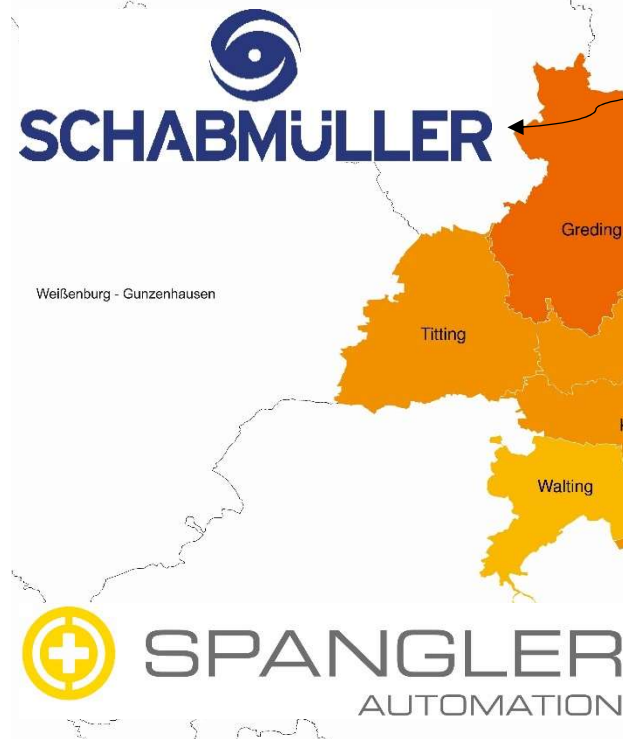 SCHABMÜLLER
Greding
Weißenburg - Gunzenhausen
Titting
Walting
SPANGLER
AUTOMATION